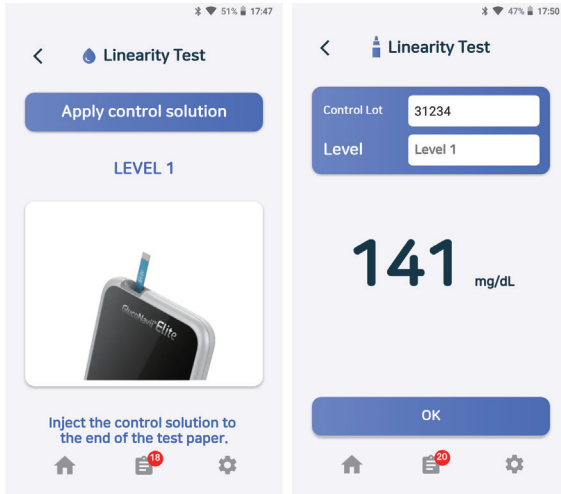 51% 17:47
Linearity Test
Apply control solution
LEVEL 1
GlucoNavii Elite
Inject the control solution to
the end of the test paper.
18
47% 17:50
Linearity Test
Control Lot 31234
Level Level 1
141 mg/dL
OK
20